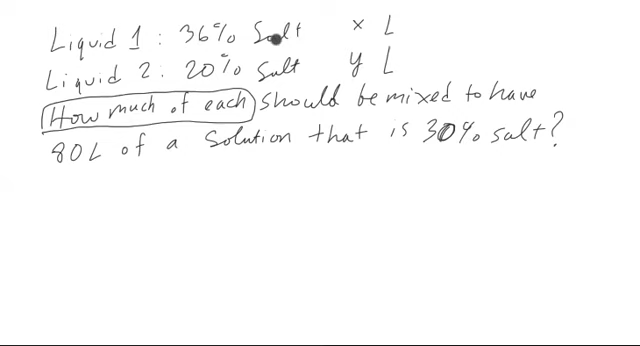 Liquid 1 : 36% Salt x L
Liquid 2 : 20% Salt y L
How much of each should be mixed to have
80L of a solution that is 30% salt?